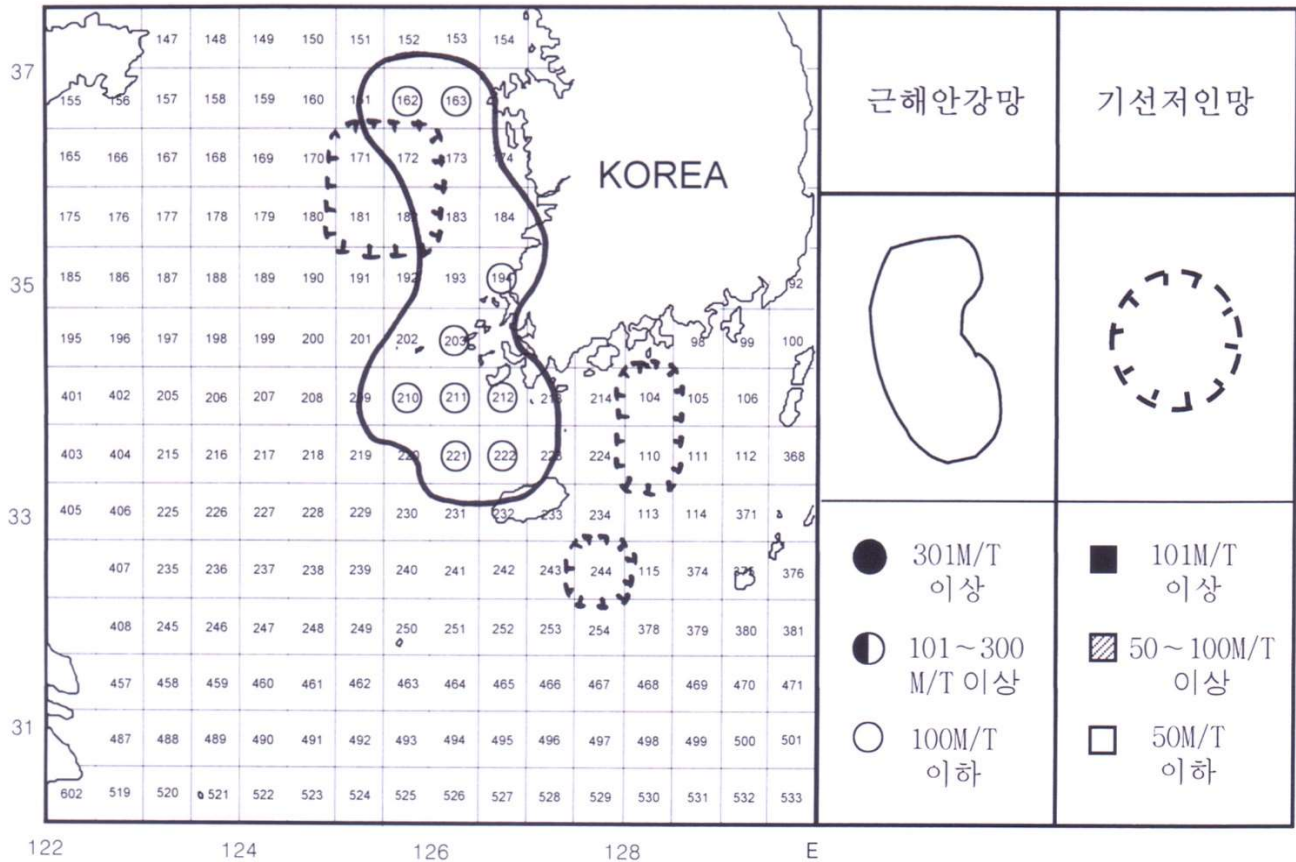 147 148 149 150 151 152 153 154
37
155 156 157 158 159 160 161 162 163
근해안강망 기선저인망
165 166 167 168 169 170 171 172 173 174
KOREA
175 176 177 178 179 180 181 182 183 184
35
185 186 187 188 189 190 191 192 193 194 92
195 196 197 198 199 200 201 202 203 98 99 100
401 402 205 206 207 208 209 210 211 212 213 214 104 105 106
403 404 215 216 217 218 219 220 221 222 223 224 110 111 112 368
33
405 406 225 226 227 228 229 230 231 232 233 234 113 114 371
301M/T
이상
101M/T
이상
407 235 236 237 238 239 240 241 242 243 244 115 374 375 376
408 245 246 247 248 249 250 251 252 253 254 378 379 380 381
101~300
M/T 이상
50~100M/T
이상
457 458 459 460 461 462 463 464 465 466 467 468 469 470 471
31
487 488 489 490 491 492 493 494 495 496 497 498 499 500 501
100M/T
이하
50M/T
이하
602 519 520 521 522 523 524 525 526 527 528 529 530 531 532 533
122 124 126 128 E